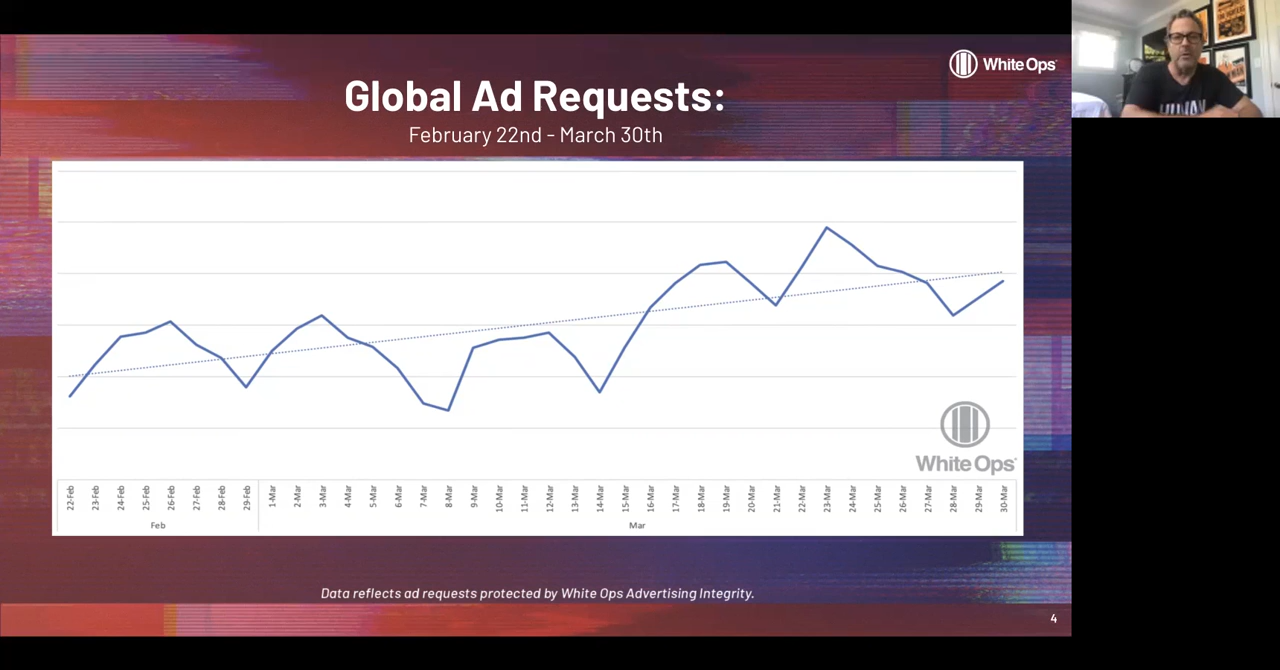 White Ops
Global Ad Requests:
February 22nd - March 30th
White Ops
22-Feb
23-Feb
24-Feb
25-Feb
26-Feb
27-Feb
28-Feb
29-Feb
1-Mar
2-Mar
3-Mar
4-Mar
5-Mar
6-Mar
7-Mar
8-Mar
9-Mar
10-Mar
11-Mar
12-Mar
13-Mar
14-Mar
15-Mar
16-Mar
17-Mar
18-Mar
19-Mar
20-Mar
21-Mar
22-Mar
23-Mar
24-Mar
25-Mar
26-Mar
27-Mar
28-Mar
29-Mar
30-Mar
Feb
Mar
Data reflects ad requests protected by White Ops Advertising Integrity.
4
HUMAN